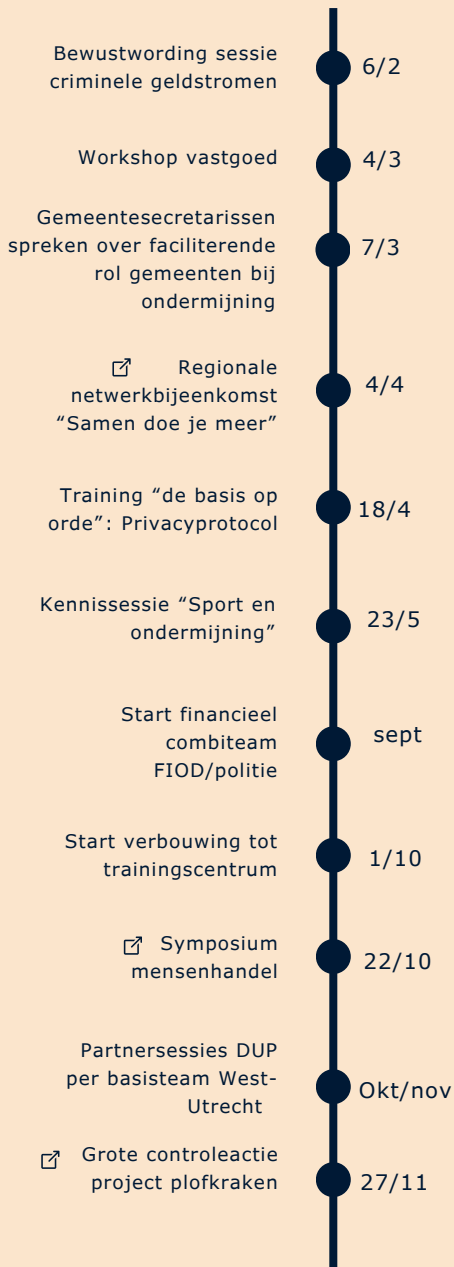 Bewustwording sessie
criminele geldstromen
6/2
Workshop vastgoed
4/3
Gemeentesecretarissen
spreken over faciliterende
rol gemeenten bij
ondermijning
7/3
Regionale
netwerkbijeenkomst
“Samen doe je meer”
4/4
Training “de basis op
orde”: Privacyprotocol
18/4
Kennissessie “Sport en
ondermijning”
23/5
Start financieel
combiteam
FIOD/politie
sept
Start verbouwing tot
trainingscentrum
1/10
Symposium
mensenhandel
22/10
Partnersessies DUP
per basisteam West-
Utrecht
Okt/nov
Grote controleactie
project plofkraken
27/11